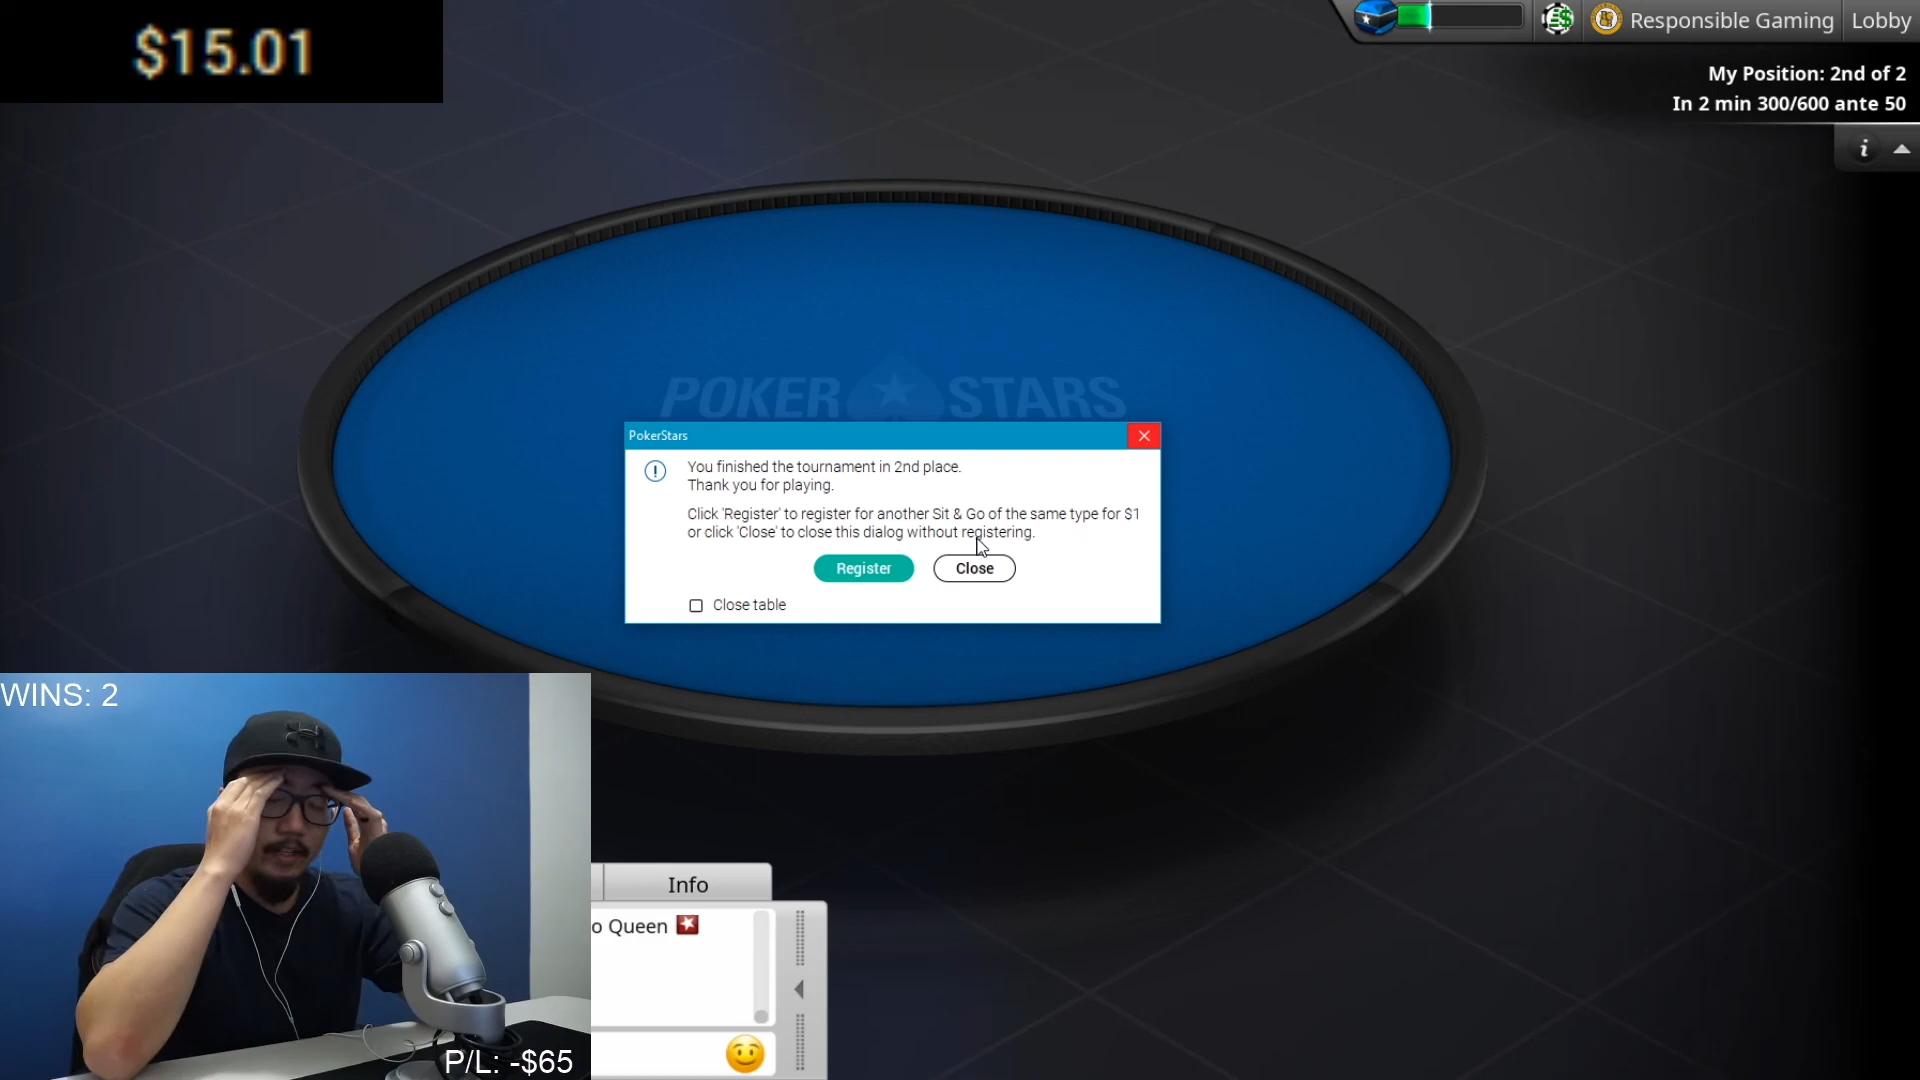 $15.01
Responsible Gaming
Lobby
My Position: 2nd of 2
In 2 min 300/600 ante 50
i
POKER STARS
PokerStars
You finished the tournament in 2nd place.
Thank you for playing.
Click 'Register' to register for another Sit & Go of the same type for $1
or click 'Close' to close this dialog without registering.
Register
Close
Close table
WINS: 2
Info
o Queen
P/L: -$65